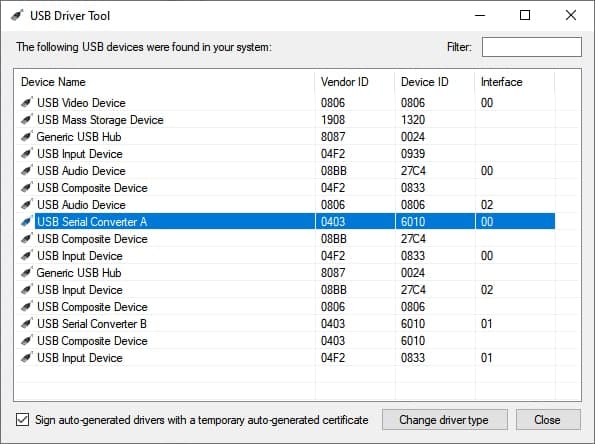 USB Driver Tool
The following USB devices were found in your system: Filter:
Device Name Vendor ID Device ID Interface
USB Video Device 0806 0806 00
USB Mass Storage Device 1908 1320
Generic USB Hub 8087 0024
USB Input Device 04F2 0939
USB Audio Device 08BB 27C4 00
USB Composite Device 04F2 0833
USB Audio Device 0806 0806 02
USB Serial Converter A 0403 6010 00
USB Composite Device 08BB 27C4
USB Input Device 04F2 0833 00
Generic USB Hub 8087 0024
USB Input Device 08BB 27C4 02
USB Composite Device 0806 0806
USB Serial Converter B 0403 6010 01
USB Composite Device 0403 6010
USB Input Device 04F2 0833 01
Sign auto-generated drivers with a temporary auto-generated certificate Change driver type Close